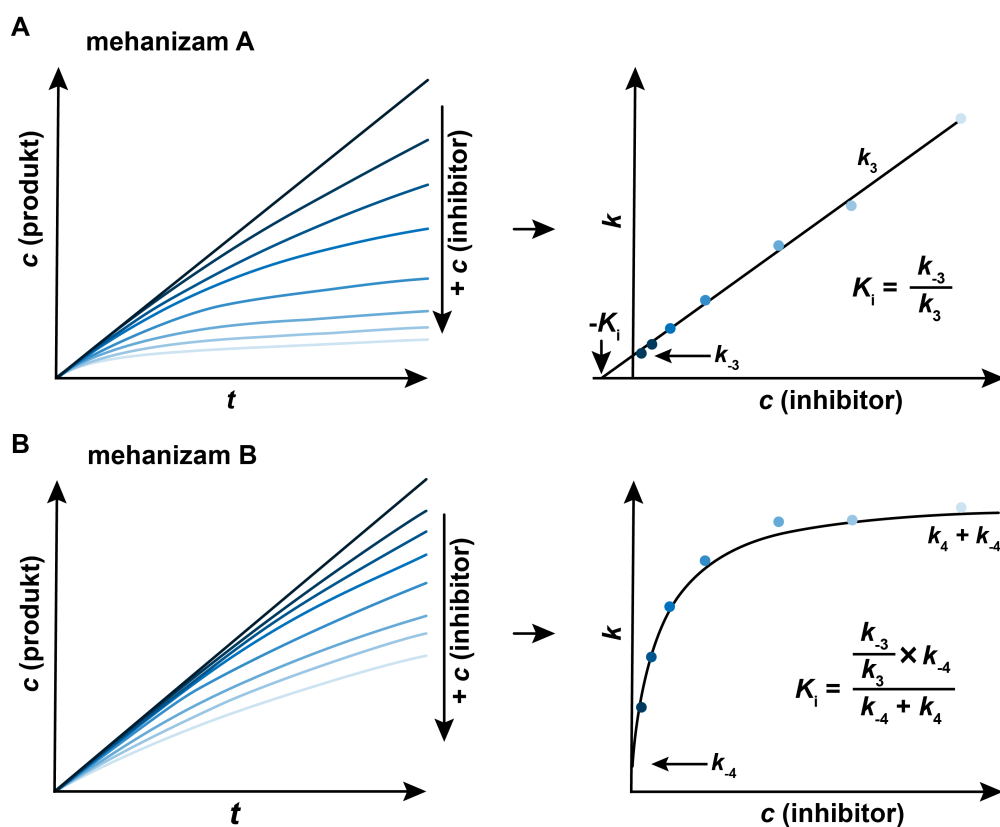 A
mehanizam A
c (produkt)
+ c (inhibitor)
t
k
k₃
Kᵢ = k₋₃ / k₃
-Kᵢ
k₋₃
c (inhibitor)
B
mehanizam B
c (produkt)
+ c (inhibitor)
t
k
k₄ + k₋₄
Kᵢ = ((k₋₃ / k₃) × k₋₄) / (k₋₄ + k₄)
k₋₄
c (inhibitor)